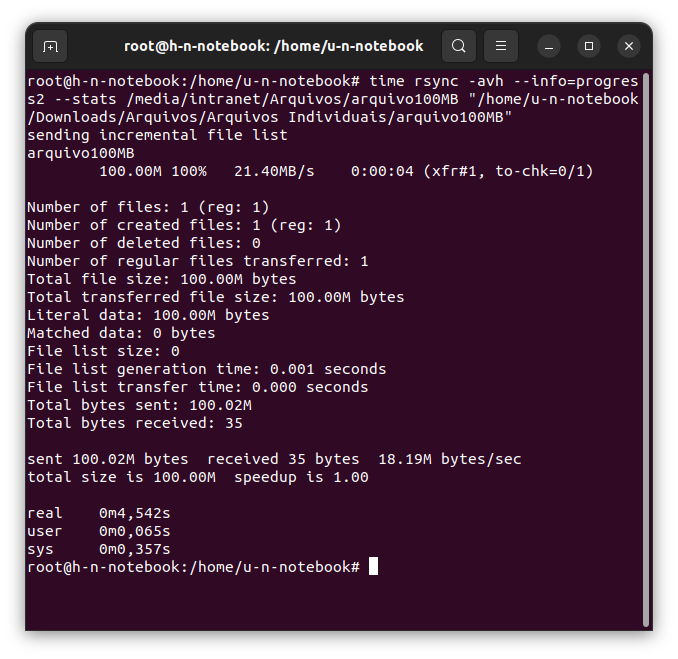 root@h-n-notebook: /home/u-n-notebook
root@h-n-notebook:/home/u-n-notebook# time rsync -avh --info=progres
s2 --stats /media/intranet/Arquivos/arquivo100MB "/home/u-n-notebook
/Downloads/Arquivos/Arquivos Individuais/arquivo100MB"
sending incremental file list
arquivo100MB
        100.00M 100%   21.40MB/s    0:00:04 (xfr#1, to-chk=0/1)
Number of files: 1 (reg: 1)
Number of created files: 1 (reg: 1)
Number of deleted files: 0
Number of regular files transferred: 1
Total file size: 100.00M bytes
Total transferred file size: 100.00M bytes
Literal data: 100.00M bytes
Matched data: 0 bytes
File list size: 0
File list generation time: 0.001 seconds
File list transfer time: 0.000 seconds
Total bytes sent: 100.02M
Total bytes received: 35
sent 100.02M bytes  received 35 bytes  18.19M bytes/sec
total size is 100.00M  speedup is 1.00
real    0m4,542s
user    0m0,065s
sys     0m0,357s
root@h-n-notebook:/home/u-n-notebook#